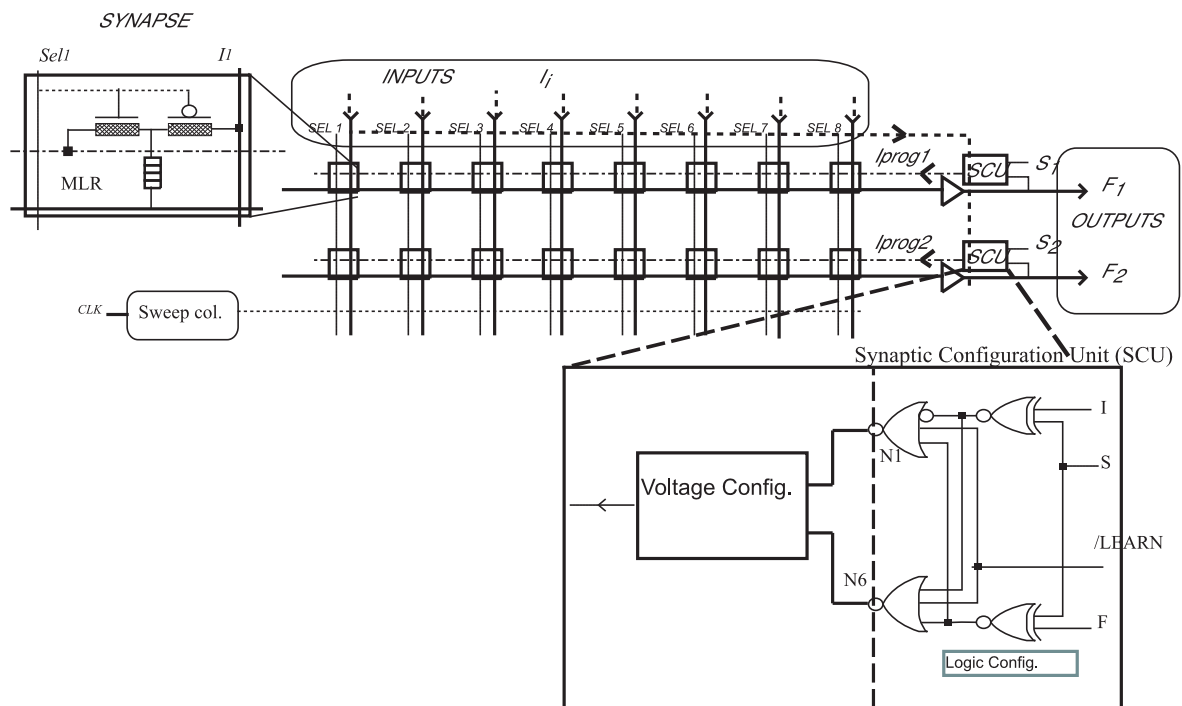 SYNAPSE
Sel1 I1
MLR
INPUTS Ii
SEL 1 SEL 2 SEL 3 SEL 4 SEL 5 SEL 6 SEL 7 SEL 8
Iprog1 SCU S1
F1
OUTPUTS
Iprog2 SCU S2
F2
CLK Sweep col.
Synaptic Configuration Unit (SCU)
I
N1
S
Voltage Config.
/LEARN
N6
F
Logic Config.